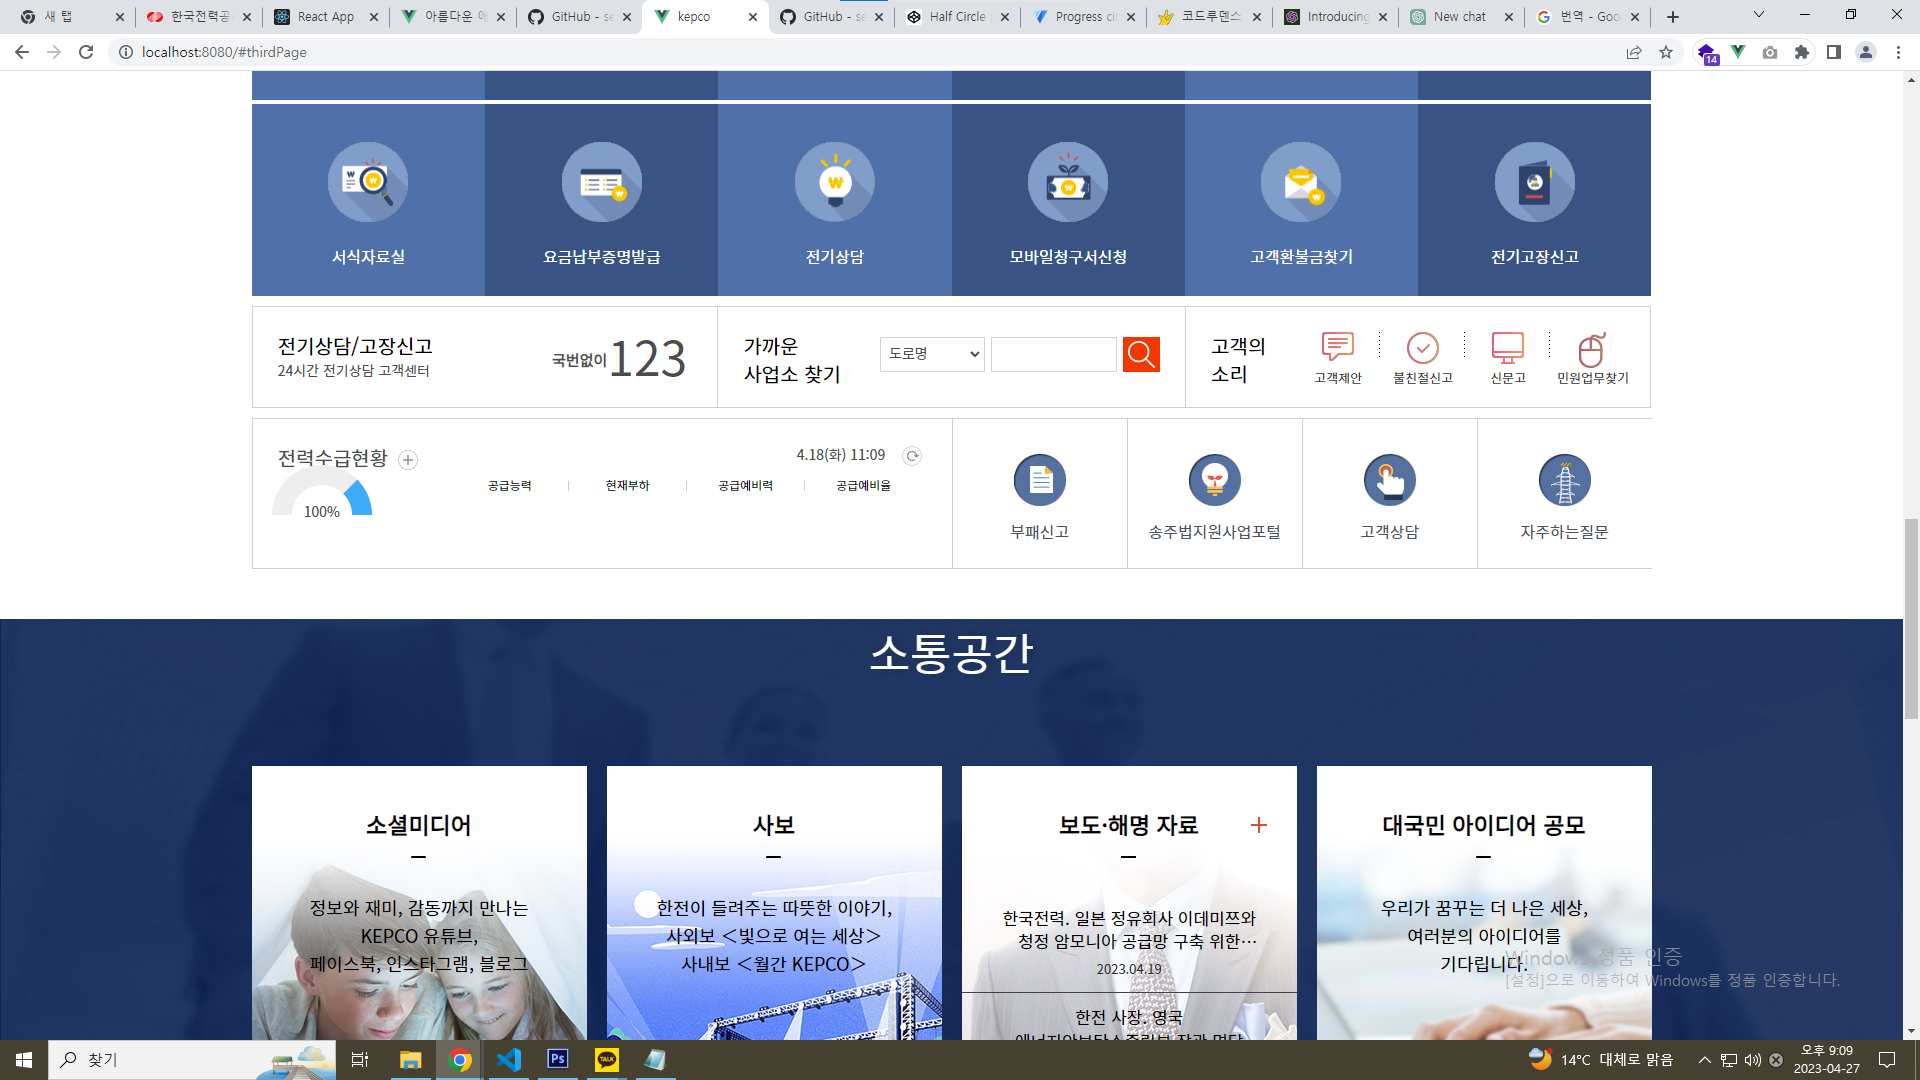 새 탭
한국전력공
React App
아름다운 애
GitHub - se
kepco
GitHub - se
Half Circle
Progress ci
코드루덴스
Introducing
New chat
번역 - Goo
localhost:8080/#thirdPage
14
서식자료실
요금납부증명발급
전기상담
모바일청구서신청
고객환불금찾기
전기고장신고
전기상담/고장신고
24시간 전기상담 고객센터
국번없이 123
가까운
사업소 찾기
도로명
고객의
소리
고객제안
불친절신고
신문고
민원업무찾기
전력수급현황
4.18(화) 11:09
공급능력
현재부하
공급예비력
공급예비율
100%
부패신고
송주법지원사업포털
고객상담
자주하는질문
소통공간
소셜미디어
정보와 재미, 감동까지 만나는
KEPCO 유튜브,
페이스북, 인스타그램, 블로그
사보
한전이 들려주는 따뜻한 이야기,
사외보 <빛으로 여는 세상>
사내보 <월간 KEPCO>
보도·해명 자료
한국전력. 일본 정유회사 이데미쯔와
청정 암모니아 공급망 구축 위한…
2023.04.19
한전 사장. 영국
대국민 아이디어 공모
우리가 꿈꾸는 더 나은 세상,
여러분의 아이디어를
기다립니다.
Windows 정품 인증
[설정]으로 이동하여 Windows를 정품 인증합니다.
찾기
Ps
TALK
14°C 대체로 맑음
오후 9:09
2023-04-27